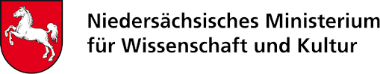 Niedersächsisches Ministerium
für Wissenschaft und Kultur